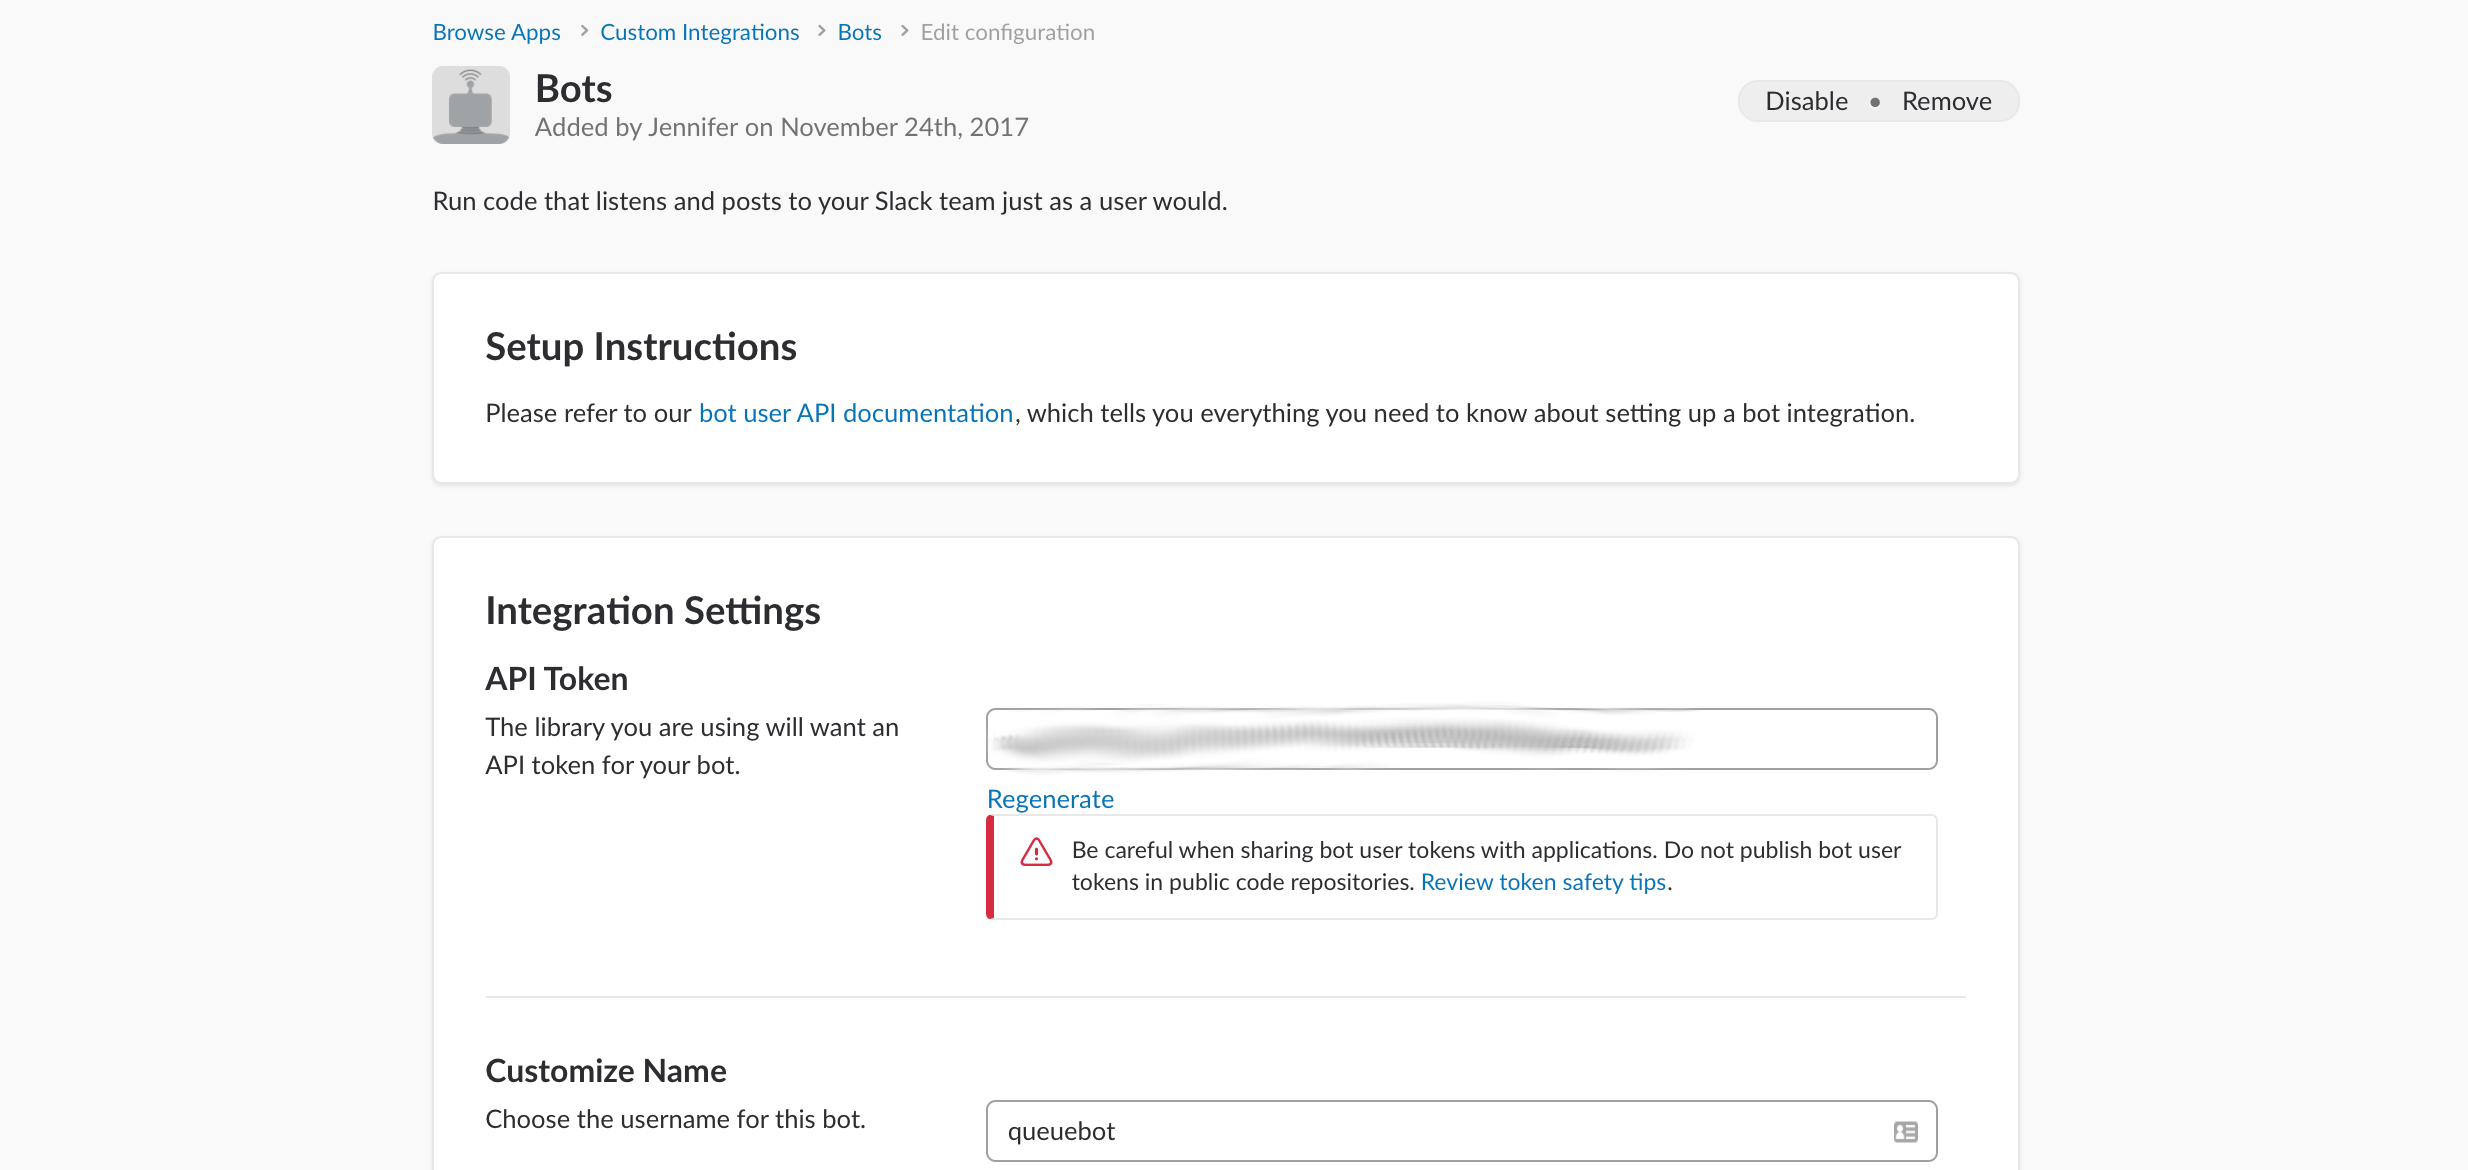 Browse Apps > Custom Integrations > Bots > Edit configuration
Bots
Added by Jennifer on November 24th, 2017
Disable • Remove
Run code that listens and posts to your Slack team just as a user would.
Setup Instructions
Please refer to our bot user API documentation, which tells you everything you need to know about setting up a bot integration.
Integration Settings
API Token
The library you are using will want an
API token for your bot.
Regenerate
Be careful when sharing bot user tokens with applications. Do not publish bot user
tokens in public code repositories. Review token safety tips.
Customize Name
Choose the username for this bot.
queuebot